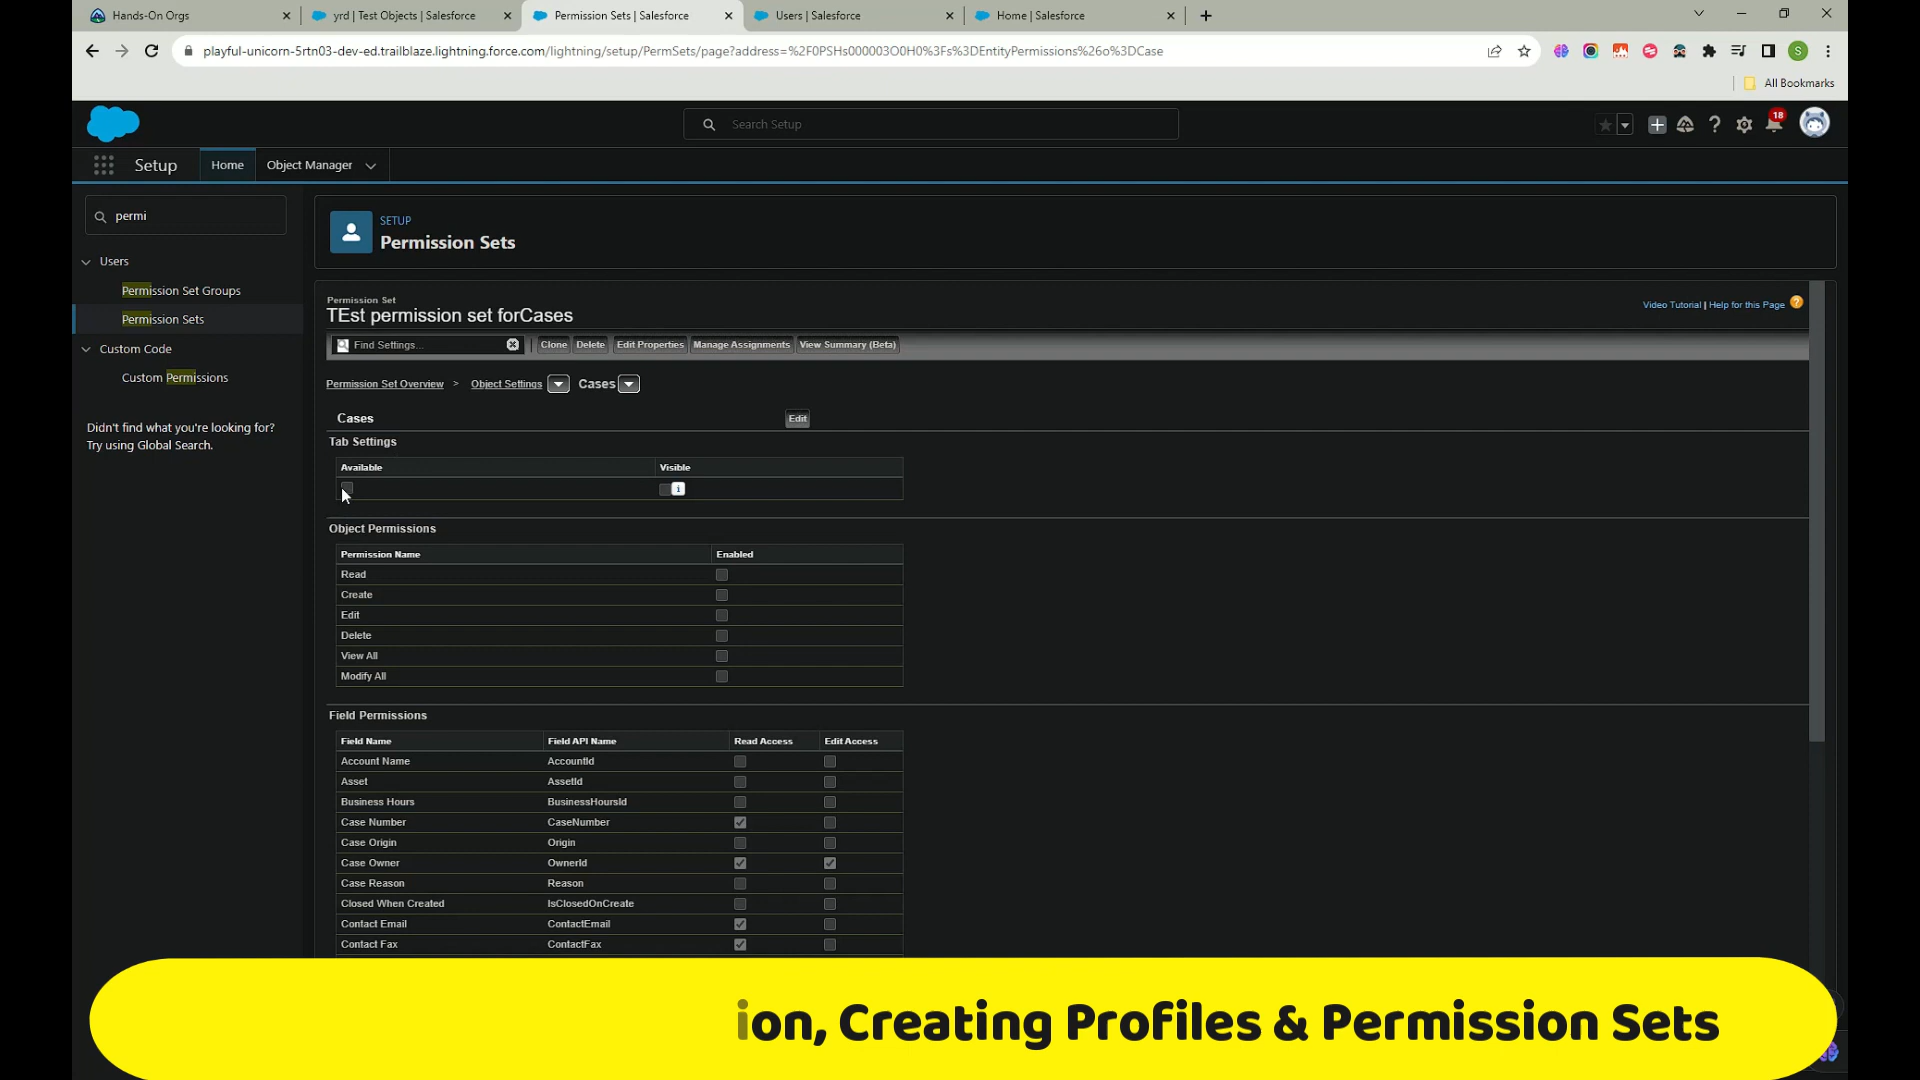 Hands-On Orgs
yrd | Test Objects | Salesforce
Permission Sets | Salesforce
Users | Salesforce
Home | Salesforce
playful-unicorn-5rtn03-dev-ed.trailblaze.lightning.force.com/lightning/setup/PermSets/page?address=%2F0PSHs000003O0H0%3Fs%3DEntityPermissions%26o%3DCase
S
All Bookmarks
Search Setup
18
Setup
Home
Object Manager
permi
Users
Permission Set Groups
Permission Sets
Custom Code
Custom Permissions
Didn't find what you're looking for?
Try using Global Search.
SETUP
Permission Sets
Permission Set
TEst permission set forCases
Video Tutorial | Help for this Page
Find Settings...
Clone
Delete
Edit Properties
Manage Assignments
View Summary (Beta)
Permission Set Overview > Object Settings Cases
Cases
Edit
Tab Settings
Available Visible
i
Object Permissions
Permission Name Enabled
Read
Create
Edit
Delete
View All
Modify All
Field Permissions
Field Name Field API Name Read Access Edit Access
Account Name AccountId
Asset AssetId
Business Hours BusinessHoursId
Case Number CaseNumber
Case Origin Origin
Case Owner OwnerId
Case Reason Reason
Closed When Created IsClosedOnCreate
Contact Email ContactEmail
Contact Fax ContactFax
ion, Creating Profiles & Permission Sets